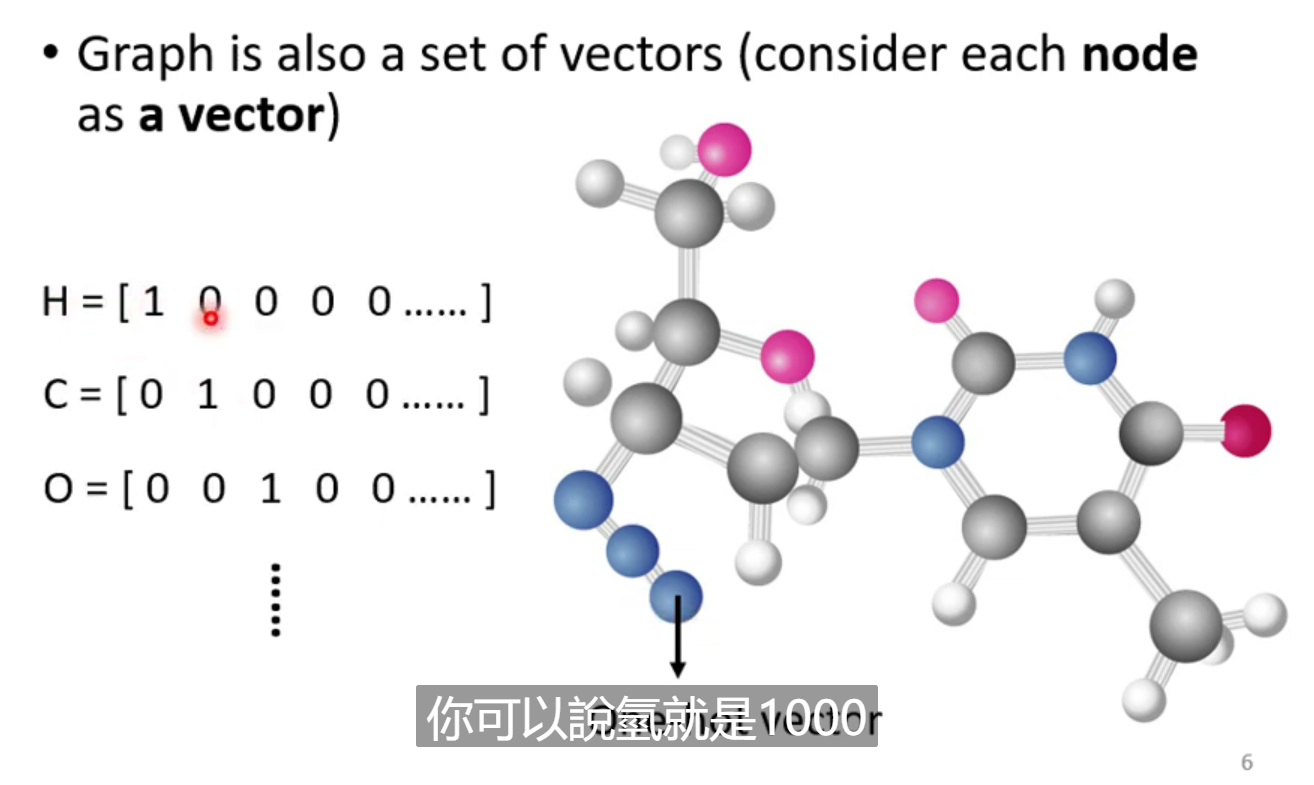 • Graph is also a set of vectors (consider each node
as a vector)
H = [ 1 0 0 0 0 …… ]
C = [ 0 1 0 0 0 …… ]
O = [ 0 0 1 0 0 …… ]
……
你可以說氫就是1000
vector
6